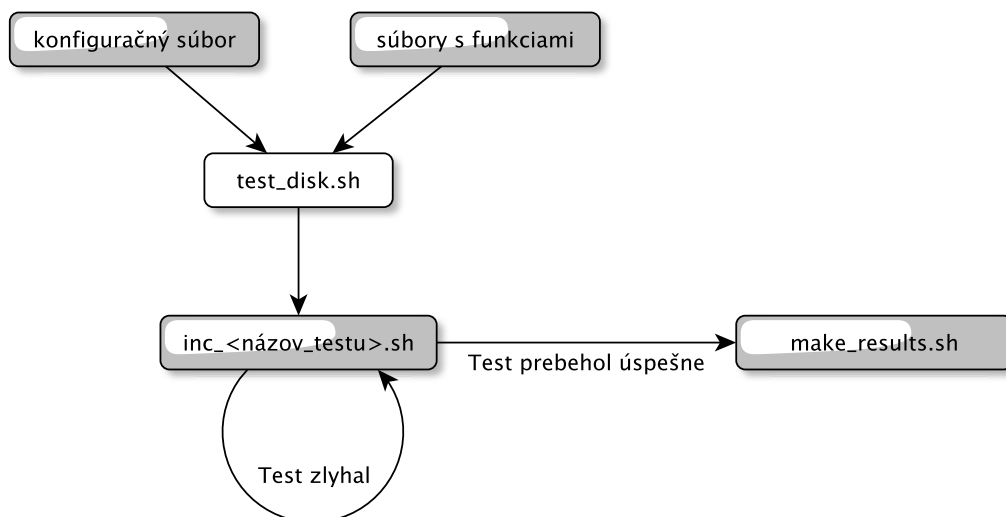 konfiguračný súbor
súbory s funkciami
test_disk.sh
inc_<názov_testu>.sh
Test prebehol úspešne
make_results.sh
Test zlyhal